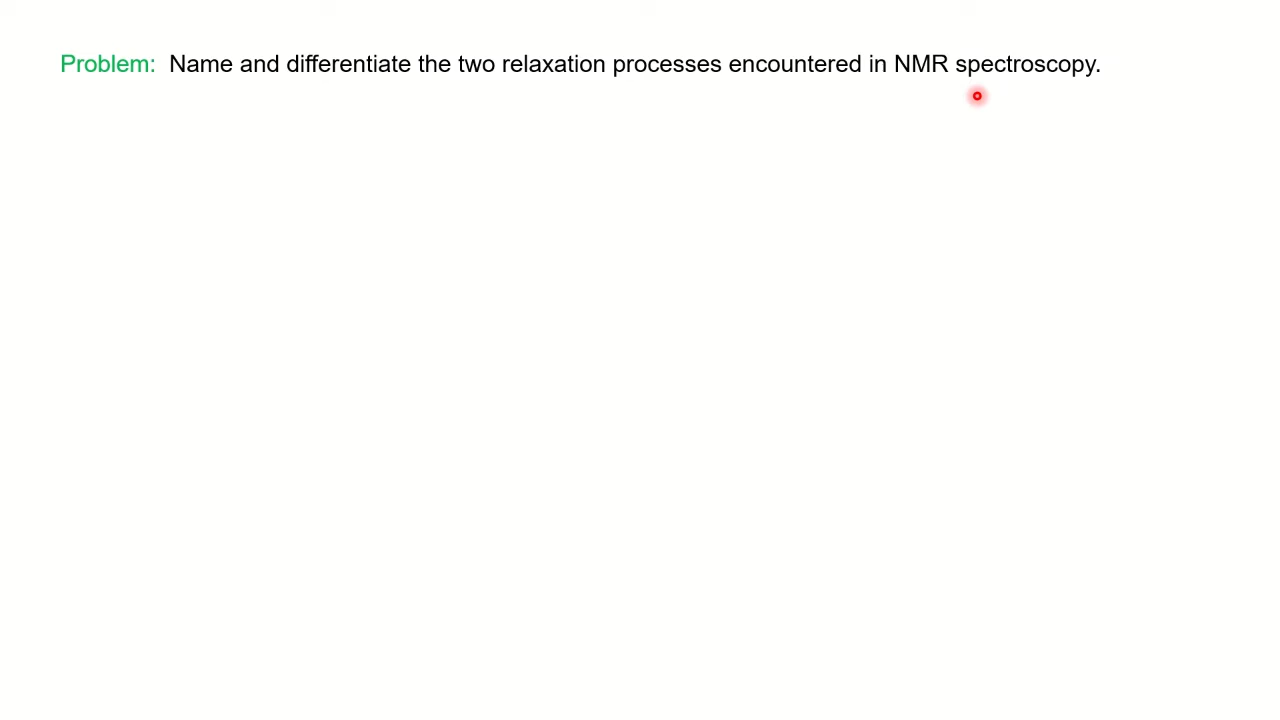 Problem: Name and differentiate the two relaxation processes encountered in NMR spectroscopy.